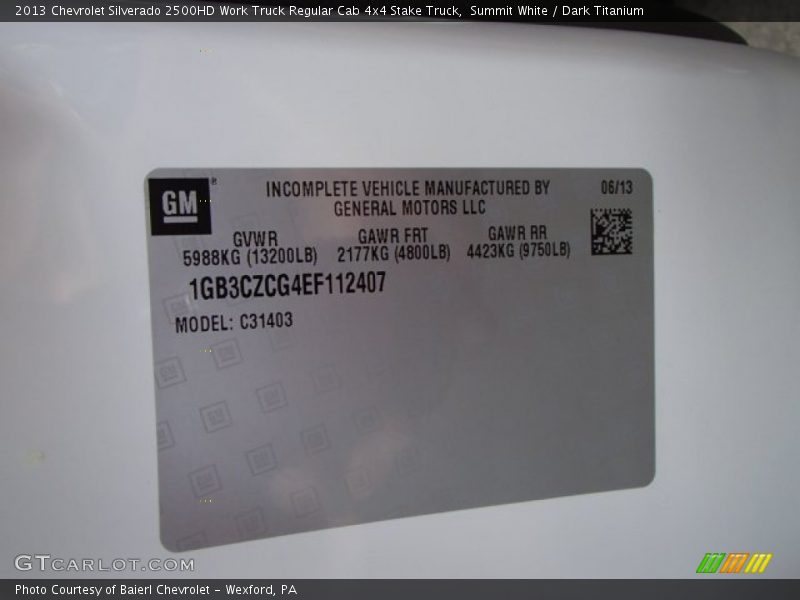 2013 Chevrolet Silverado 2500HD Work Truck Regular Cab 4x4 Stake Truck,  Summit White / Dark Titanium
GM®
INCOMPLETE VEHICLE MANUFACTURED BY
06/13
GENERAL MOTORS LLC
GVWR GAWR FRT GAWR RR
5988KG (13200LB) 2177KG (4800LB) 4423KG (9750LB)
1GB3CZCG4EF112407
MODEL: C31403
GTCARLOT.COM
Photo Courtesy of Baierl Chevrolet - Wexford, PA